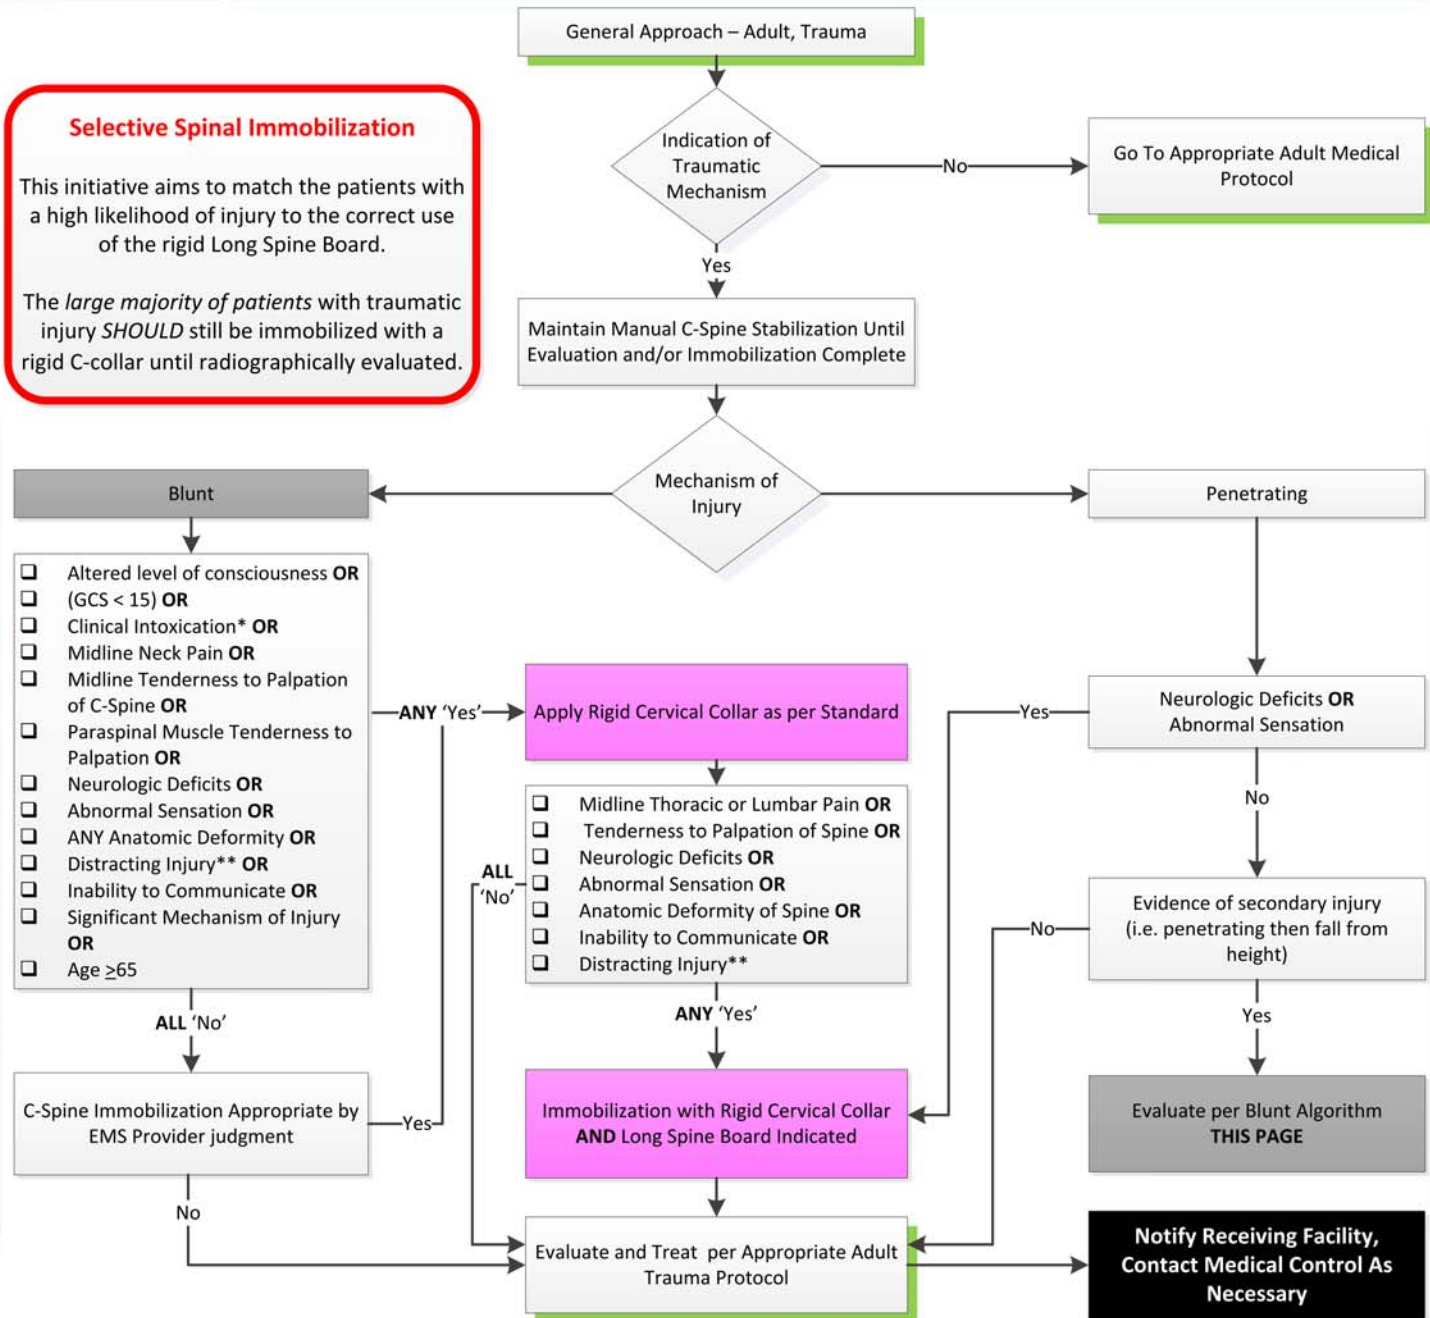 General Approach – Adult, Trauma
Selective Spinal Immobilization
This initiative aims to match the patients with
a high likelihood of injury to the correct use
of the rigid Long Spine Board.
The large majority of patients with traumatic
injury SHOULD still be immobilized with a
rigid C-collar until radiographically evaluated.
Indication of
Traumatic
Mechanism
No
Go To Appropriate Adult Medical
Protocol
Yes
Maintain Manual C-Spine Stabilization Until
Evaluation and/or Immobilization Complete
Mechanism of
Injury
Blunt
Penetrating
❑ Altered level of consciousness OR
❑ (GCS < 15) OR
❑ Clinical Intoxication* OR
❑ Midline Neck Pain OR
❑ Midline Tenderness to Palpation
of C-Spine OR
❑ Paraspinal Muscle Tenderness to
Palpation OR
❑ Neurologic Deficits OR
❑ Abnormal Sensation OR
❑ ANY Anatomic Deformity OR
❑ Distracting Injury** OR
❑ Inability to Communicate OR
❑ Significant Mechanism of Injury
OR
❑ Age ≥65
ANY ‘Yes’
Apply Rigid Cervical Collar as per Standard
Yes
Neurologic Deficits OR
Abnormal Sensation
No
❑ Midline Thoracic or Lumbar Pain OR
❑ Tenderness to Palpation of Spine OR
❑ Neurologic Deficits OR
❑ Abnormal Sensation OR
❑ Anatomic Deformity of Spine OR
❑ Inability to Communicate OR
❑ Distracting Injury**
ALL
‘No’
No
Evidence of secondary injury
(i.e. penetrating then fall from
height)
ALL ‘No’
ANY ‘Yes’
Yes
C-Spine Immobilization Appropriate by
EMS Provider judgment
Yes
Immobilization with Rigid Cervical Collar
AND Long Spine Board Indicated
Evaluate per Blunt Algorithm
THIS PAGE
No
Evaluate and Treat per Appropriate Adult
Trauma Protocol
Notify Receiving Facility,
Contact Medical Control As
Necessary